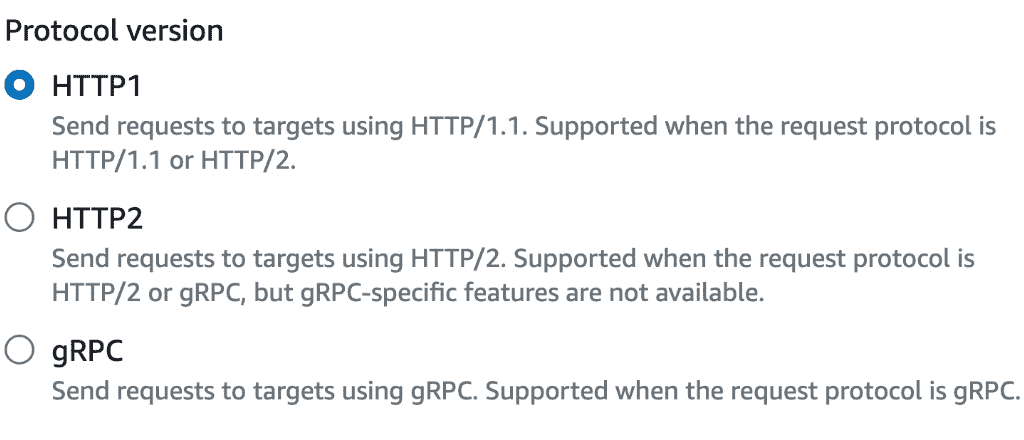 Protocol version
HTTP1
Send requests to targets using HTTP/1.1. Supported when the request protocol is
HTTP/1.1 or HTTP/2.
HTTP2
Send requests to targets using HTTP/2. Supported when the request protocol is
HTTP/2 or gRPC, but gRPC-specific features are not available.
gRPC
Send requests to targets using gRPC. Supported when the request protocol is gRPC.